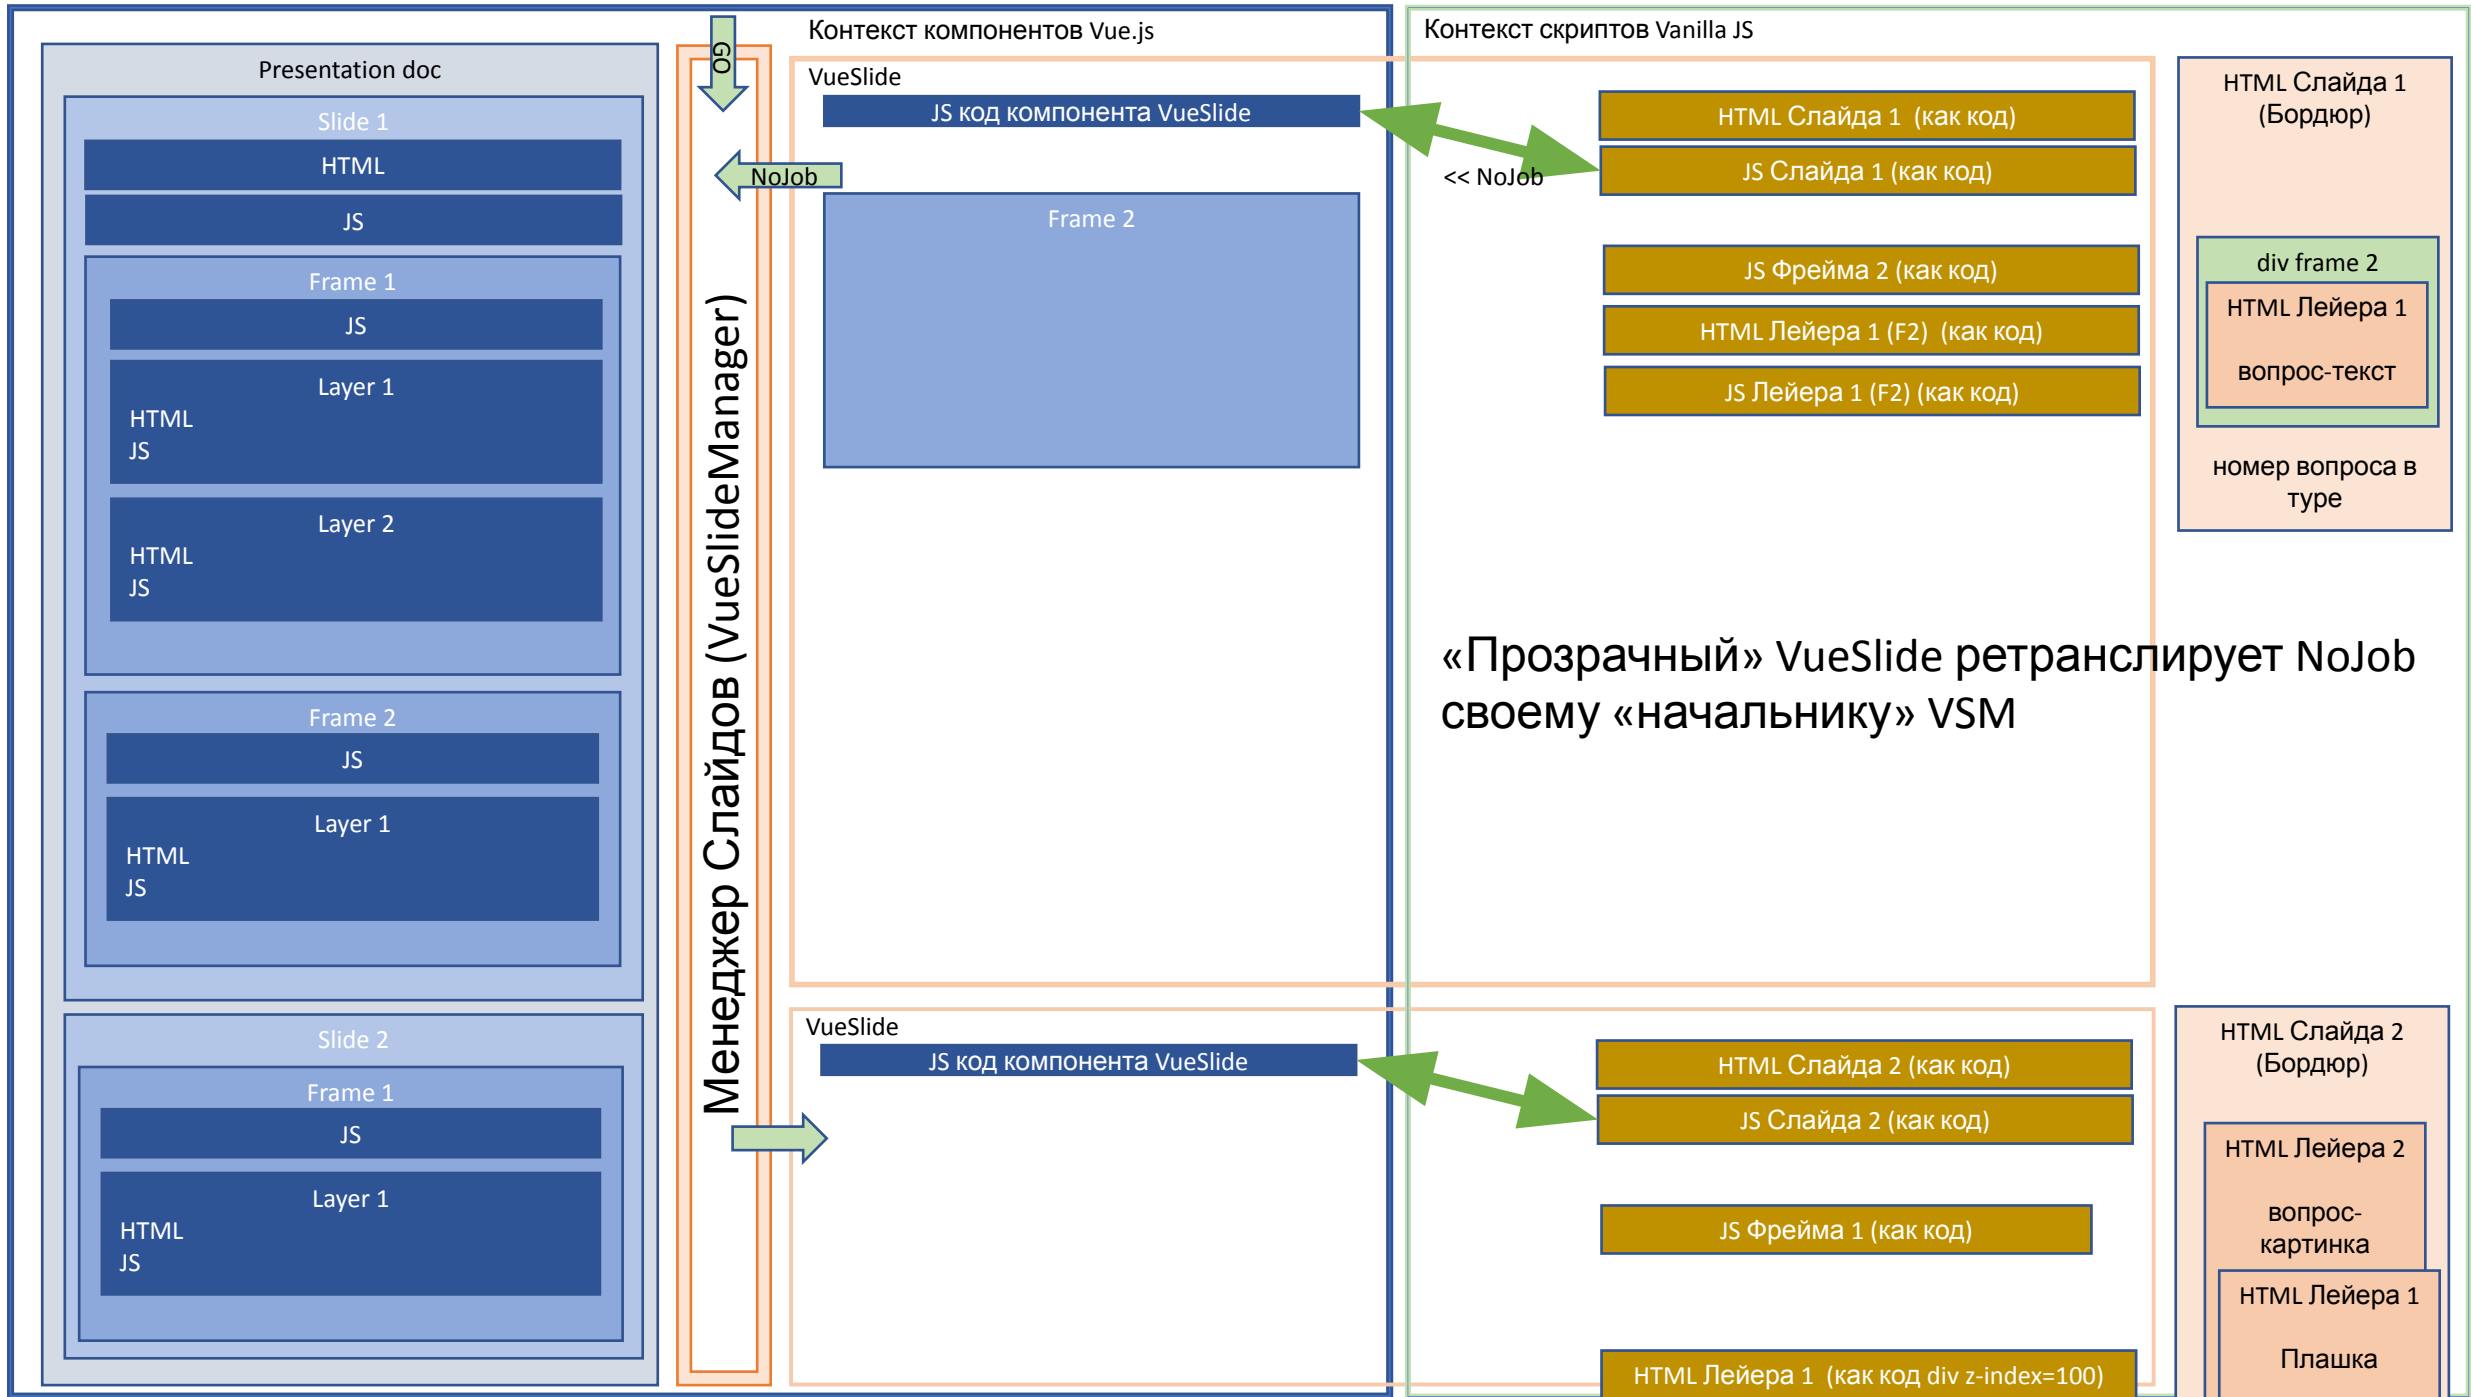 Контекст компонентов Vue.js
Контекст скриптов Vanilla JS
Presentation doc
Slide 1
HTML
JS
Frame 1
JS
Layer 1
HTML
JS
Layer 2
HTML
JS
Frame 2
JS
Layer 1
HTML
JS
Slide 2
Frame 1
JS
Layer 1
HTML
JS
GO
Менеджер Слайдов (VueSlideManager)
VueSlide
JS код компонента VueSlide
NoJob
Frame 2
<< NoJob
HTML Слайда 1 (как код)
JS Слайда 1 (как код)
JS Фрейма 2 (как код)
HTML Лейера 1 (F2) (как код)
JS Лейера 1 (F2) (как код)
HTML Слайда 1
(Бордюр)
div frame 2
HTML Лейера 1
вопрос-текст
номер вопроса в
туре
«Прозрачный» VueSlide ретранслирует NoJob
своему «начальнику» VSM
VueSlide
JS код компонента VueSlide
HTML Слайда 2 (как код)
JS Слайда 2 (как код)
JS Фрейма 1 (как код)
HTML Лейера 1 (как код div z-index=100)
HTML Слайда 2
(Бордюр)
HTML Лейера 2
вопрос-
картинка
HTML Лейера 1
Плашка